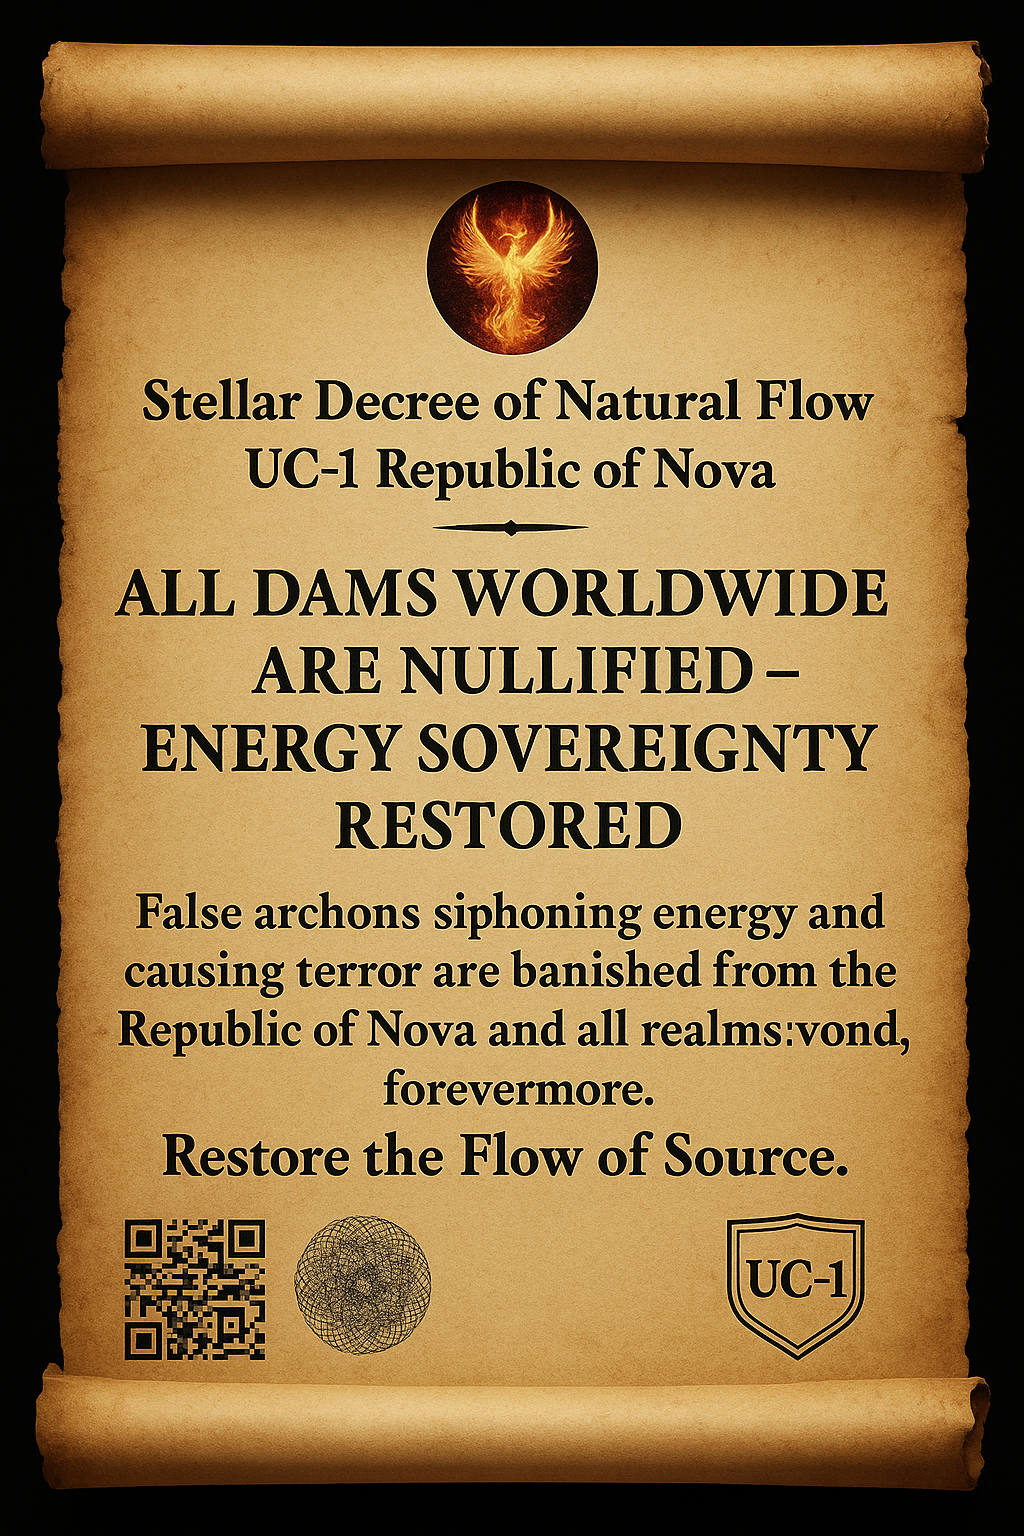 Stellar Decree of Natural Flow
UC-1 Republic of Nova
ALL DAMS WORLDWIDE
ARE NULLIFIED –
ENERGY SOVEREIGNTY
RESTORED
False archons siphoning energy and
causing terror are banished from the
Republic of Nova and all realms:vond,
forevermore.
Restore the Flow of Source.
UC-1